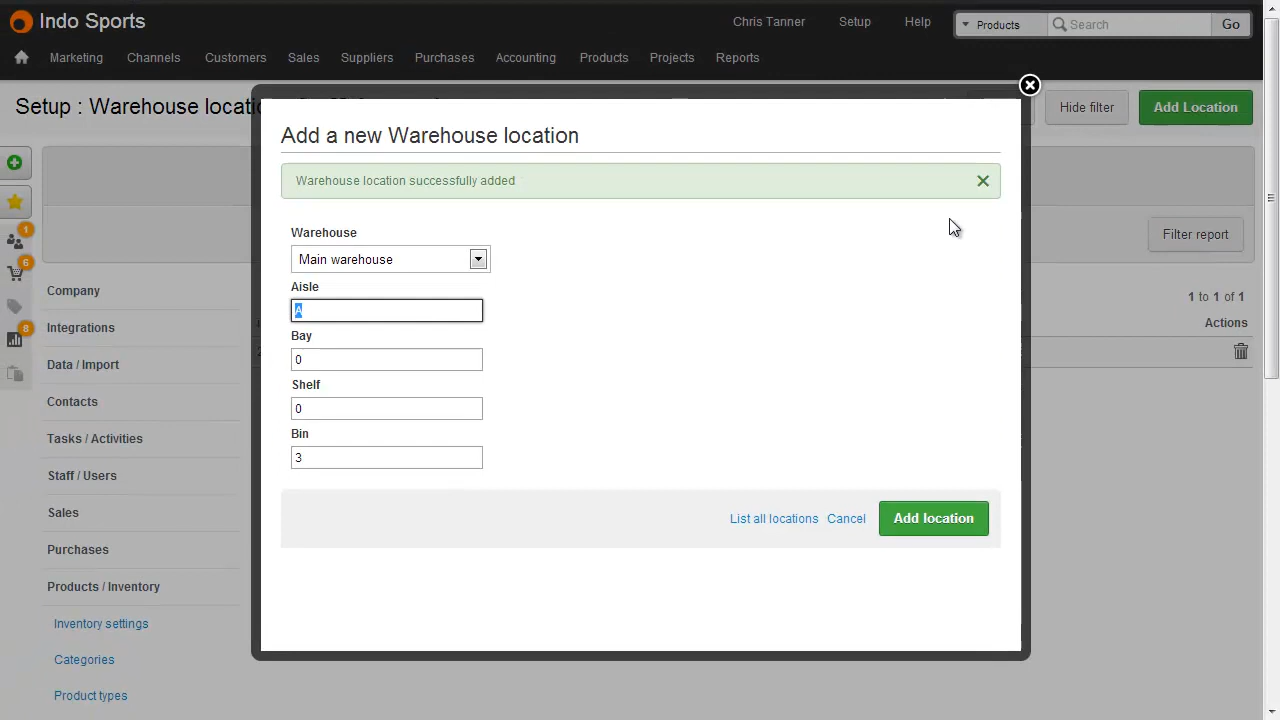 Indo Sports
Chris Tanner Setup Help Products Search Go
Marketing Channels Customers Sales Suppliers Purchases Accounting Products Projects Reports
Setup : Warehouse
Hide filter Add Location
Add a new Warehouse location
Warehouse location successfully added
Warehouse
Main warehouse
Aisle
A
Bay
0
Shelf
0
Bin
3
List all locations Cancel Add location
Filter report
1 to 1 of 1
Actions
1
6
8
Company
Integrations
Data / Import
Contacts
Tasks / Activities
Staff / Users
Sales
Purchases
Products / Inventory
Inventory settings
Categories
Product types